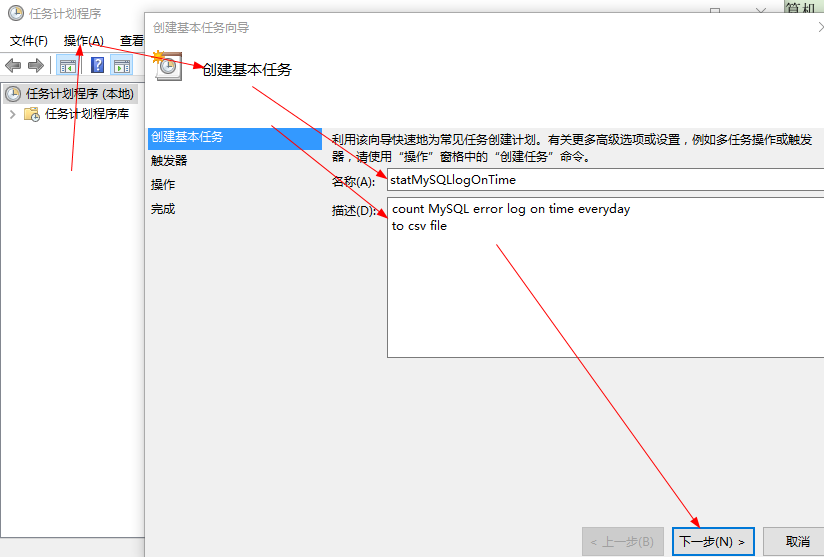 任务计划程序
算机
文件(F) 操作(A) 查看
任务计划程序 (本地)
任务计划程序库
创建基本任务向导
创建基本任务
创建基本任务
触发器
操作
完成
利用该向导快速地为常见任务创建计划。有关更多高级选项或设置，例如多任务操作或触发
器，请使用“操作”窗格中的“创建任务”命令。
名称(A):
statMySQLlogOnTime
描述(D):
count MySQL error log on time everyday
to csv file
< 上一步(B) 下一步(N) > 取消